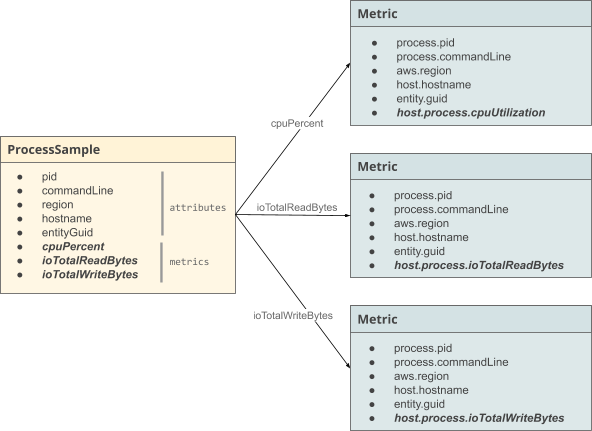 ProcessSample
● pid
● commandLine
● region
● hostname
● entityGuid
● cpuPercent
● ioTotalReadBytes
● ioTotalWriteBytes
attributes
metrics
cpuPercent
ioTotalReadBytes
ioTotalWriteBytes
Metric
● process.pid
● process.commandLine
● aws.region
● host.hostname
● entity.guid
● host.process.cpuUtilization
Metric
● process.pid
● process.commandLine
● aws.region
● host.hostname
● entity.guid
● host.process.ioTotalReadBytes
Metric
● process.pid
● process.commandLine
● aws.region
● host.hostname
● entity.guid
● host.process.ioTotalWriteBytes